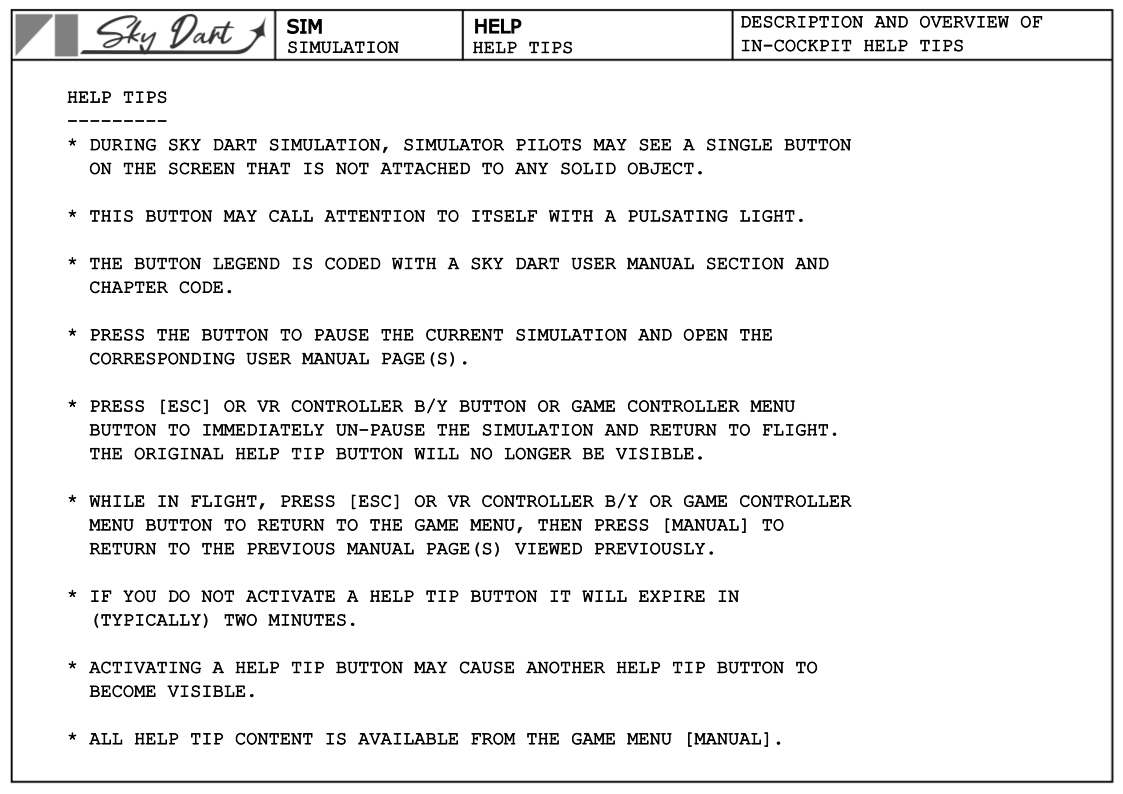 Sky Dart
SIM
SIMULATION
HELP
HELP TIPS
DESCRIPTION AND OVERVIEW OF
IN-COCKPIT HELP TIPS
HELP TIPS
---------
* DURING SKY DART SIMULATION, SIMULATOR PILOTS MAY SEE A SINGLE BUTTON
ON THE SCREEN THAT IS NOT ATTACHED TO ANY SOLID OBJECT.
* THIS BUTTON MAY CALL ATTENTION TO ITSELF WITH A PULSATING LIGHT.
* THE BUTTON LEGEND IS CODED WITH A SKY DART USER MANUAL SECTION AND
CHAPTER CODE.
* PRESS THE BUTTON TO PAUSE THE CURRENT SIMULATION AND OPEN THE
CORRESPONDING USER MANUAL PAGE(S).
* PRESS [ESC] OR VR CONTROLLER B/Y BUTTON OR GAME CONTROLLER MENU
BUTTON TO IMMEDIATELY UN-PAUSE THE SIMULATION AND RETURN TO FLIGHT.
THE ORIGINAL HELP TIP BUTTON WILL NO LONGER BE VISIBLE.
* WHILE IN FLIGHT, PRESS [ESC] OR VR CONTROLLER B/Y OR GAME CONTROLLER
MENU BUTTON TO RETURN TO THE GAME MENU, THEN PRESS [MANUAL] TO
RETURN TO THE PREVIOUS MANUAL PAGE(S) VIEWED PREVIOUSLY.
* IF YOU DO NOT ACTIVATE A HELP TIP BUTTON IT WILL EXPIRE IN
(TYPICALLY) TWO MINUTES.
* ACTIVATING A HELP TIP BUTTON MAY CAUSE ANOTHER HELP TIP BUTTON TO
BECOME VISIBLE.
* ALL HELP TIP CONTENT IS AVAILABLE FROM THE GAME MENU [MANUAL].